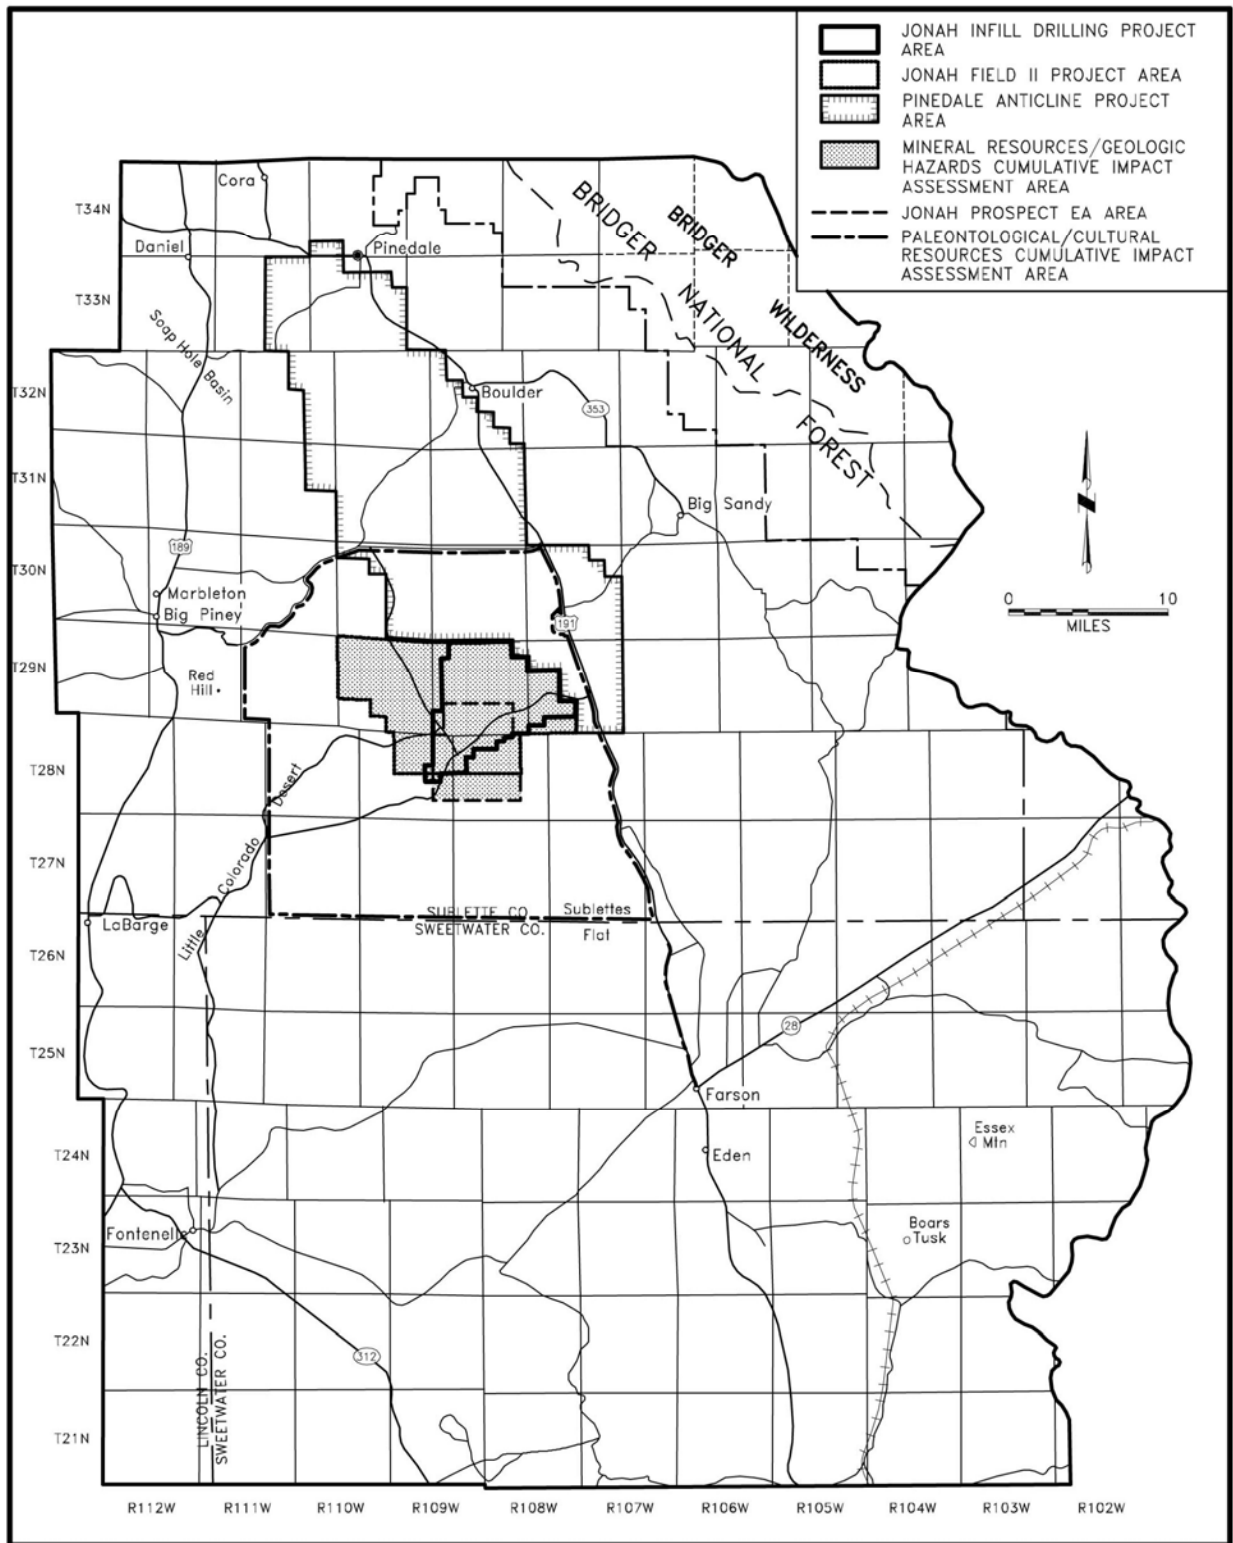 JONAH INFILL DRILLING PROJECT
AREA
JONAH FIELD II PROJECT AREA
PINEDALE ANTICLINE PROJECT
AREA
MINERAL RESOURCES/GEOLOGIC
HAZARDS CUMULATIVE IMPACT
ASSESSMENT AREA
JONAH PROSPECT EA AREA
PALEONTOLOGICAL/CULTURAL
RESOURCES CUMULATIVE IMPACT
ASSESSMENT AREA
Cora
T34N
BRIDGER
BRIDGER
Daniel
Pinedale
T33N
NATIONAL
WILDERNESS
Soap Hole Basin
T32N
Boulder
353
FOREST
T31N
Big Sandy
189
T30N
Marbleton
Big Piney
0 10
MILES
191
T29N
Red
Hill
T28N
Desert
T27N
Colorado
SUBLETTE CO.
SWEETWATER CO.
Sublettes
Flat
LaBarge
Little
T26N
28
T25N
Farson
Essex
Mtn
T24N
Eden
Boars
Tusk
Fontenelle
T23N
T22N
312
LINCOLN CO.
SWEETWATER CO.
T21N
R112W R111W R110W R109W R108W R107W R106W R105W R104W R103W R102W